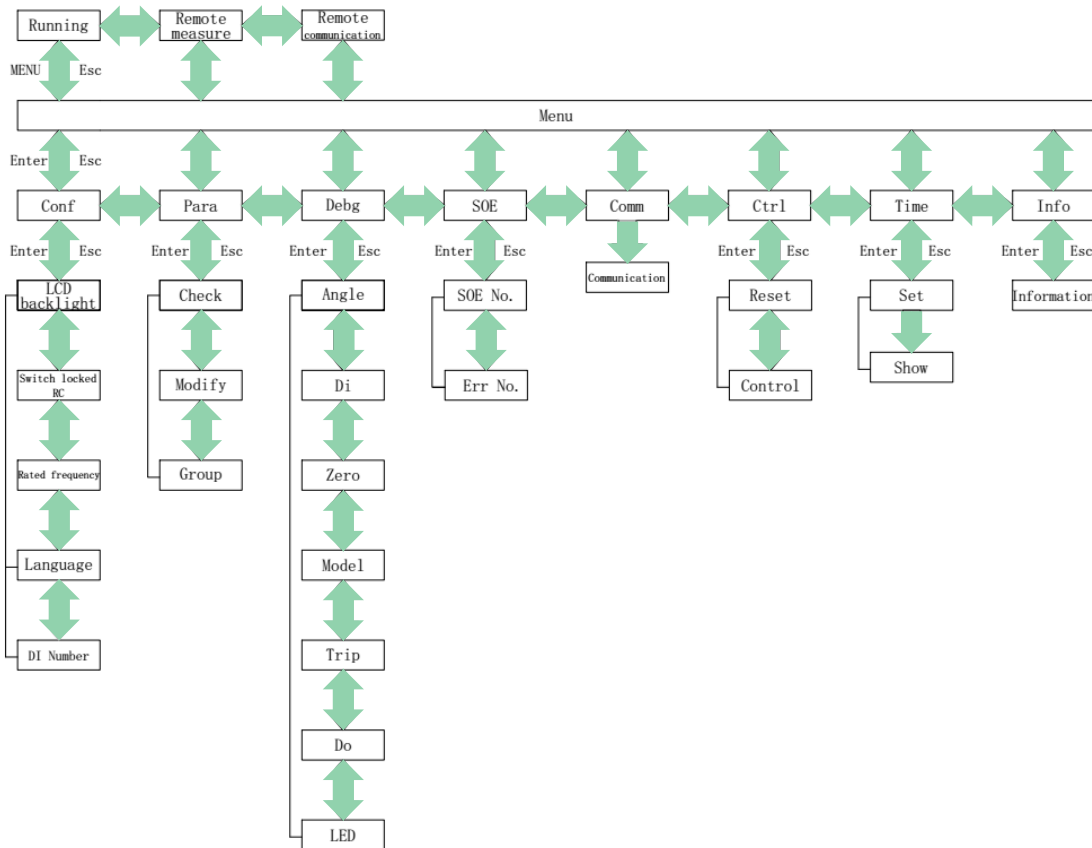 Running
Remote
measure
Remote
communication
MENU Esc
Menu
Enter Esc
Conf Para Debg SOE Comm Ctrl Time Info
Enter Esc Enter Esc Enter Esc Enter Esc Enter Esc Enter Esc Enter Esc
LCD
backlight
Check
Angle
SOE No.
Communication
Reset
Set
Information
Switch locked
RC
Modify
Di
Err No.
Control
Show
Rated frequency
Group
Zero
Language
Model
DI Number
Trip
Do
LED